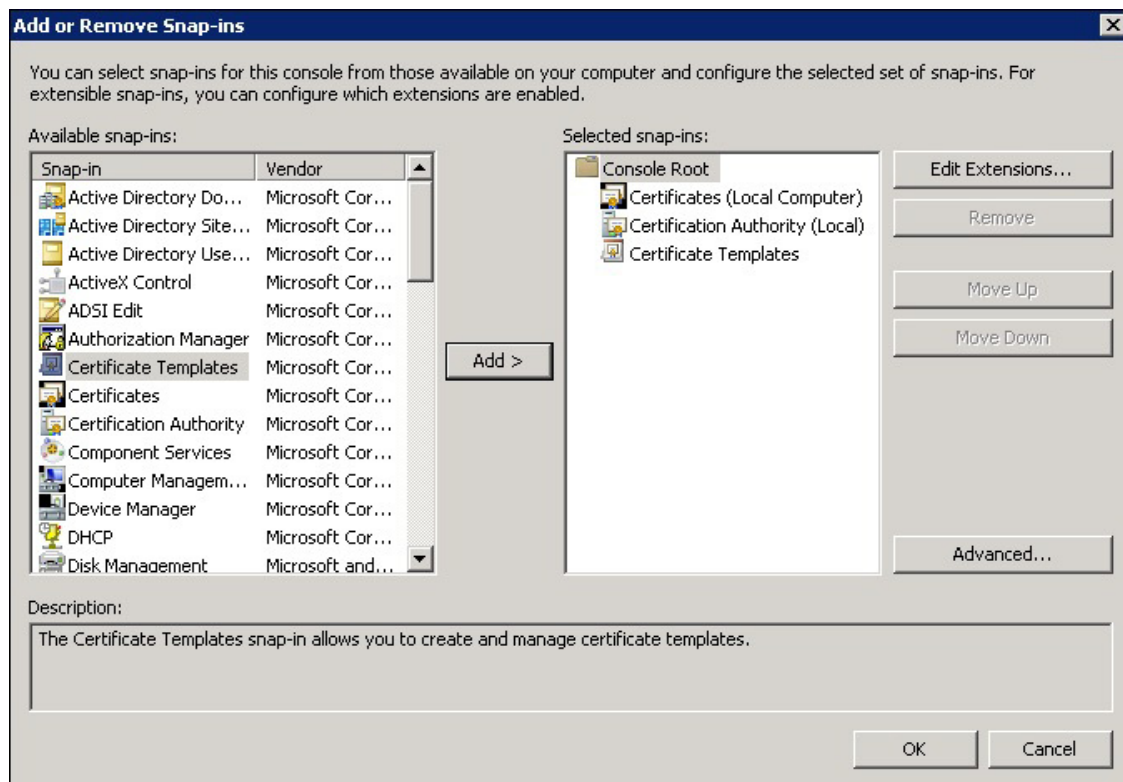 Add or Remove Snap-ins
You can select snap-ins for this console from those available on your computer and configure the selected set of snap-ins. For
extensible snap-ins, you can configure which extensions are enabled.
Available snap-ins:
Snap-in Vendor
Active Directory Do... Microsoft Cor...
Active Directory Site... Microsoft Cor...
Active Directory Use... Microsoft Cor...
ActiveX Control Microsoft Cor...
ADSI Edit Microsoft Cor...
Authorization Manager Microsoft Cor...
Certificate Templates Microsoft Cor...
Certificates Microsoft Cor...
Certification Authority Microsoft Cor...
Component Services Microsoft Cor...
Computer Managem... Microsoft Cor...
Device Manager Microsoft Cor...
DHCP Microsoft Cor...
Disk Management Microsoft and...
Add >
Selected snap-ins:
Console Root
Certificates (Local Computer)
Certification Authority (Local)
Certificate Templates
Edit Extensions...
Remove
Move Up
Move Down
Advanced...
Description:
The Certificate Templates snap-in allows you to create and manage certificate templates.
OK
Cancel